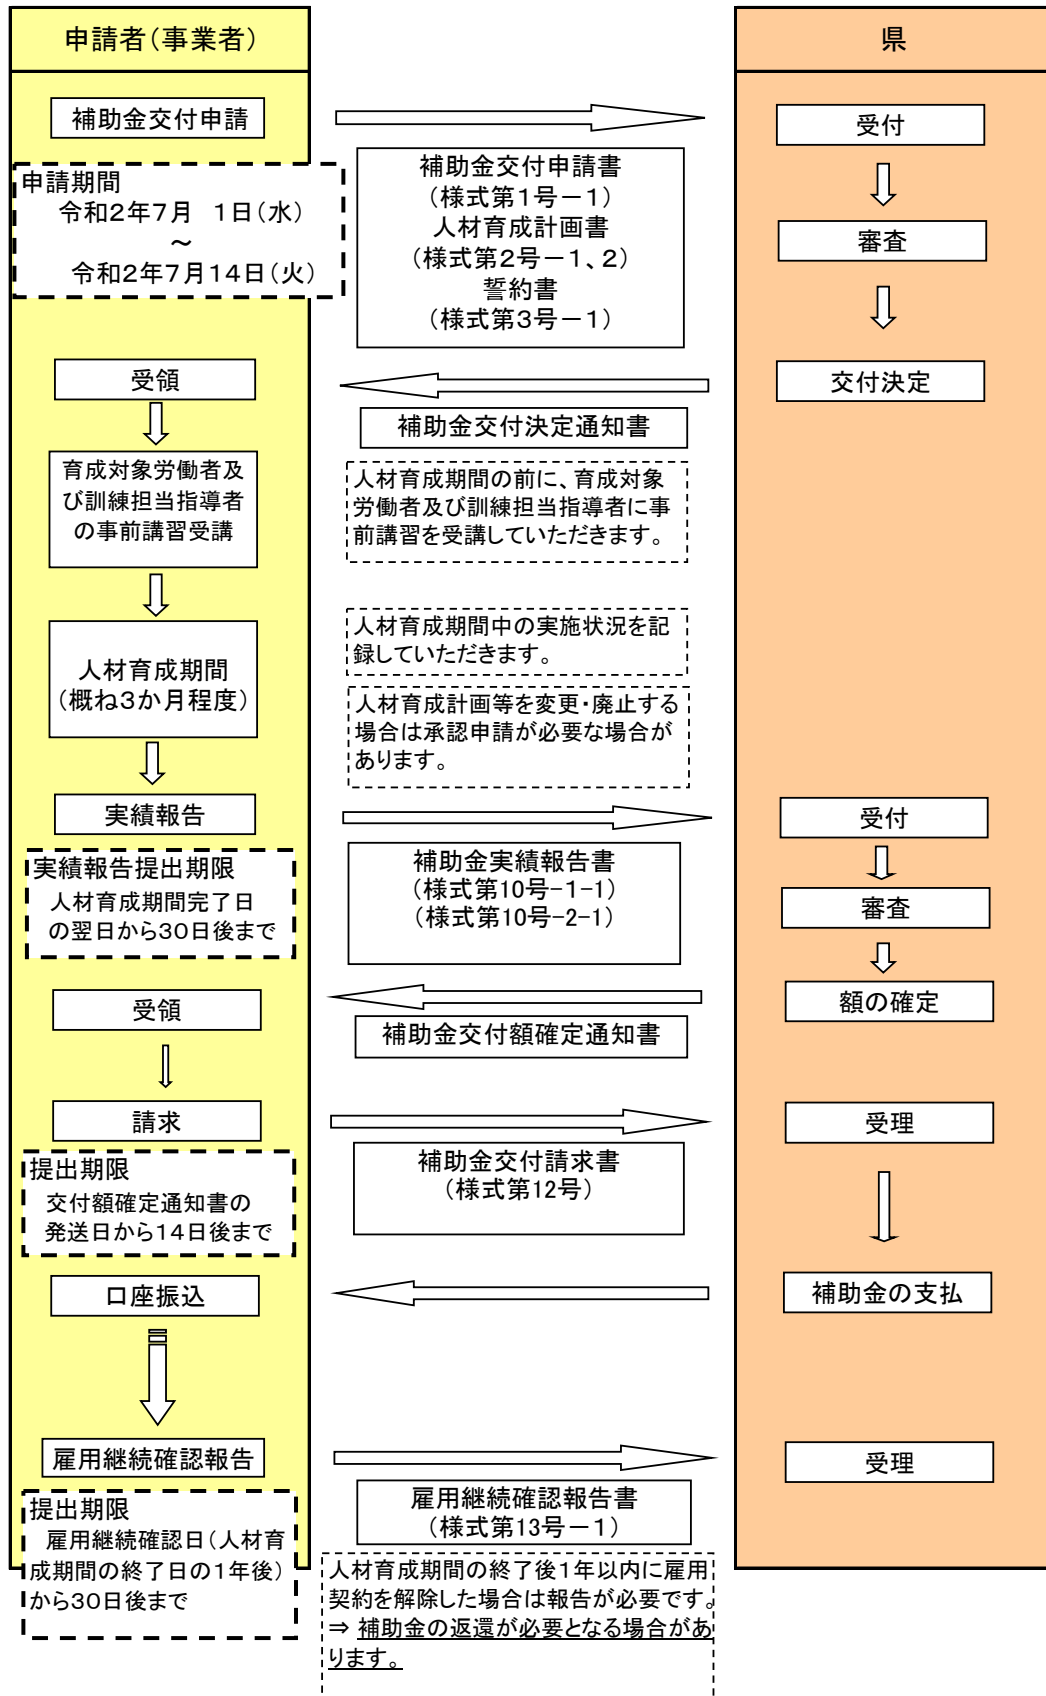 申請者(事業者)
県
補助金交付申請
受付
申請期間
令和2年7月 1日(水)
～
令和2年7月14日(火)
補助金交付申請書
(様式第1号－1)
人材育成計画書
(様式第2号－1、2)
誓約書
(様式第3号－1)
審査
受領
交付決定
補助金交付決定通知書
育成対象労働者及
び訓練担当指導者
の事前講習受講
人材育成期間の前に、育成対象
労働者及び訓練担当指導者に事
前講習を受講していただきます。
人材育成期間
(概ね3か月程度)
人材育成期間中の実施状況を記
録していただきます。
人材育成計画等を変更・廃止する
場合は承認申請が必要な場合が
あります。
実績報告
受付
実績報告提出期限
人材育成期間完了日
の翌日から30日後まで
補助金実績報告書
(様式第10号-1-1)
(様式第10号-2-1)
審査
受領
額の確定
補助金交付額確定通知書
請求
受理
提出期限
交付額確定通知書の
発送日から14日後まで
補助金交付請求書
(様式第12号)
口座振込
補助金の支払
雇用継続確認報告
受理
提出期限
雇用継続確認日(人材育
成期間の終了日の1年後)
から30日後まで
雇用継続確認報告書
(様式第13号－1)
人材育成期間の終了後1年以内に雇用
契約を解除した場合は報告が必要です。
⇒ 補助金の返還が必要となる場合があ
ります。